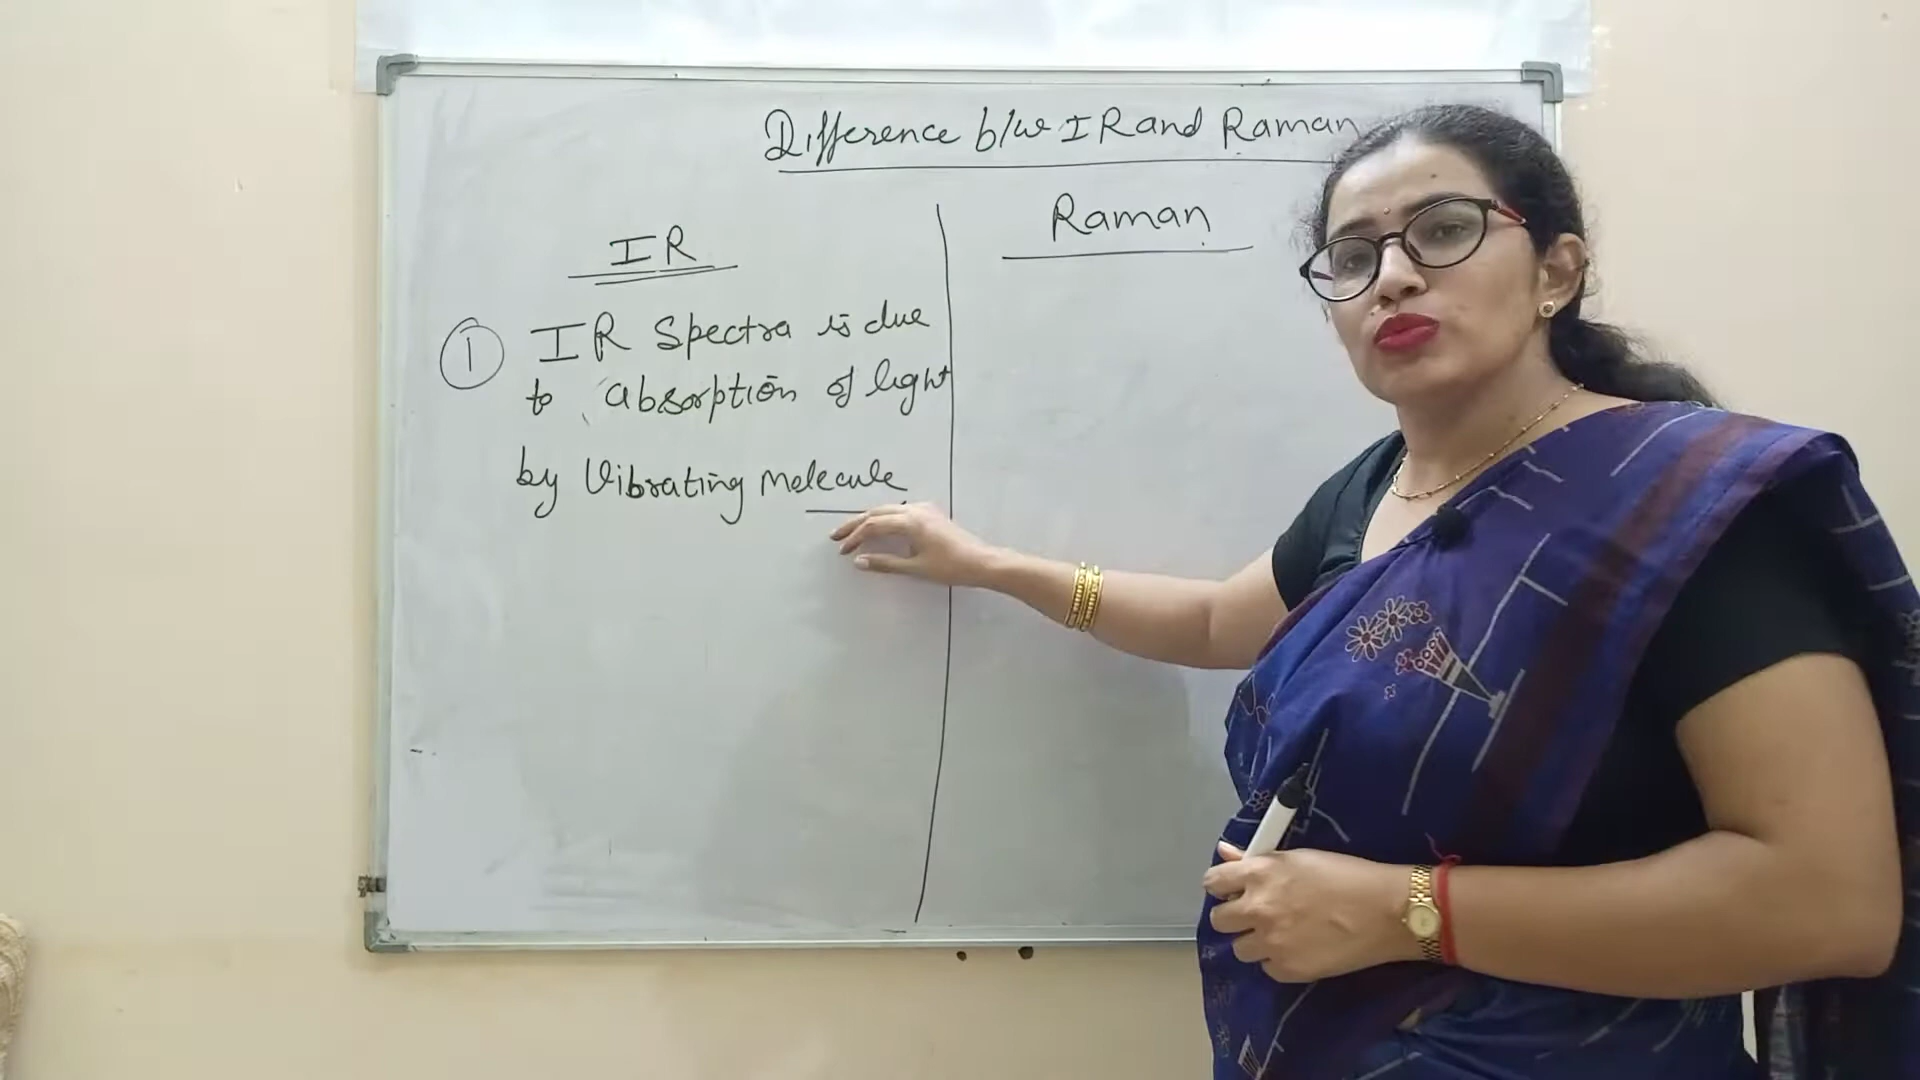 Difference b/w IR and Raman
IR
① IR Spectra is due
to absorption of light
by Vibrating Molecule
Raman